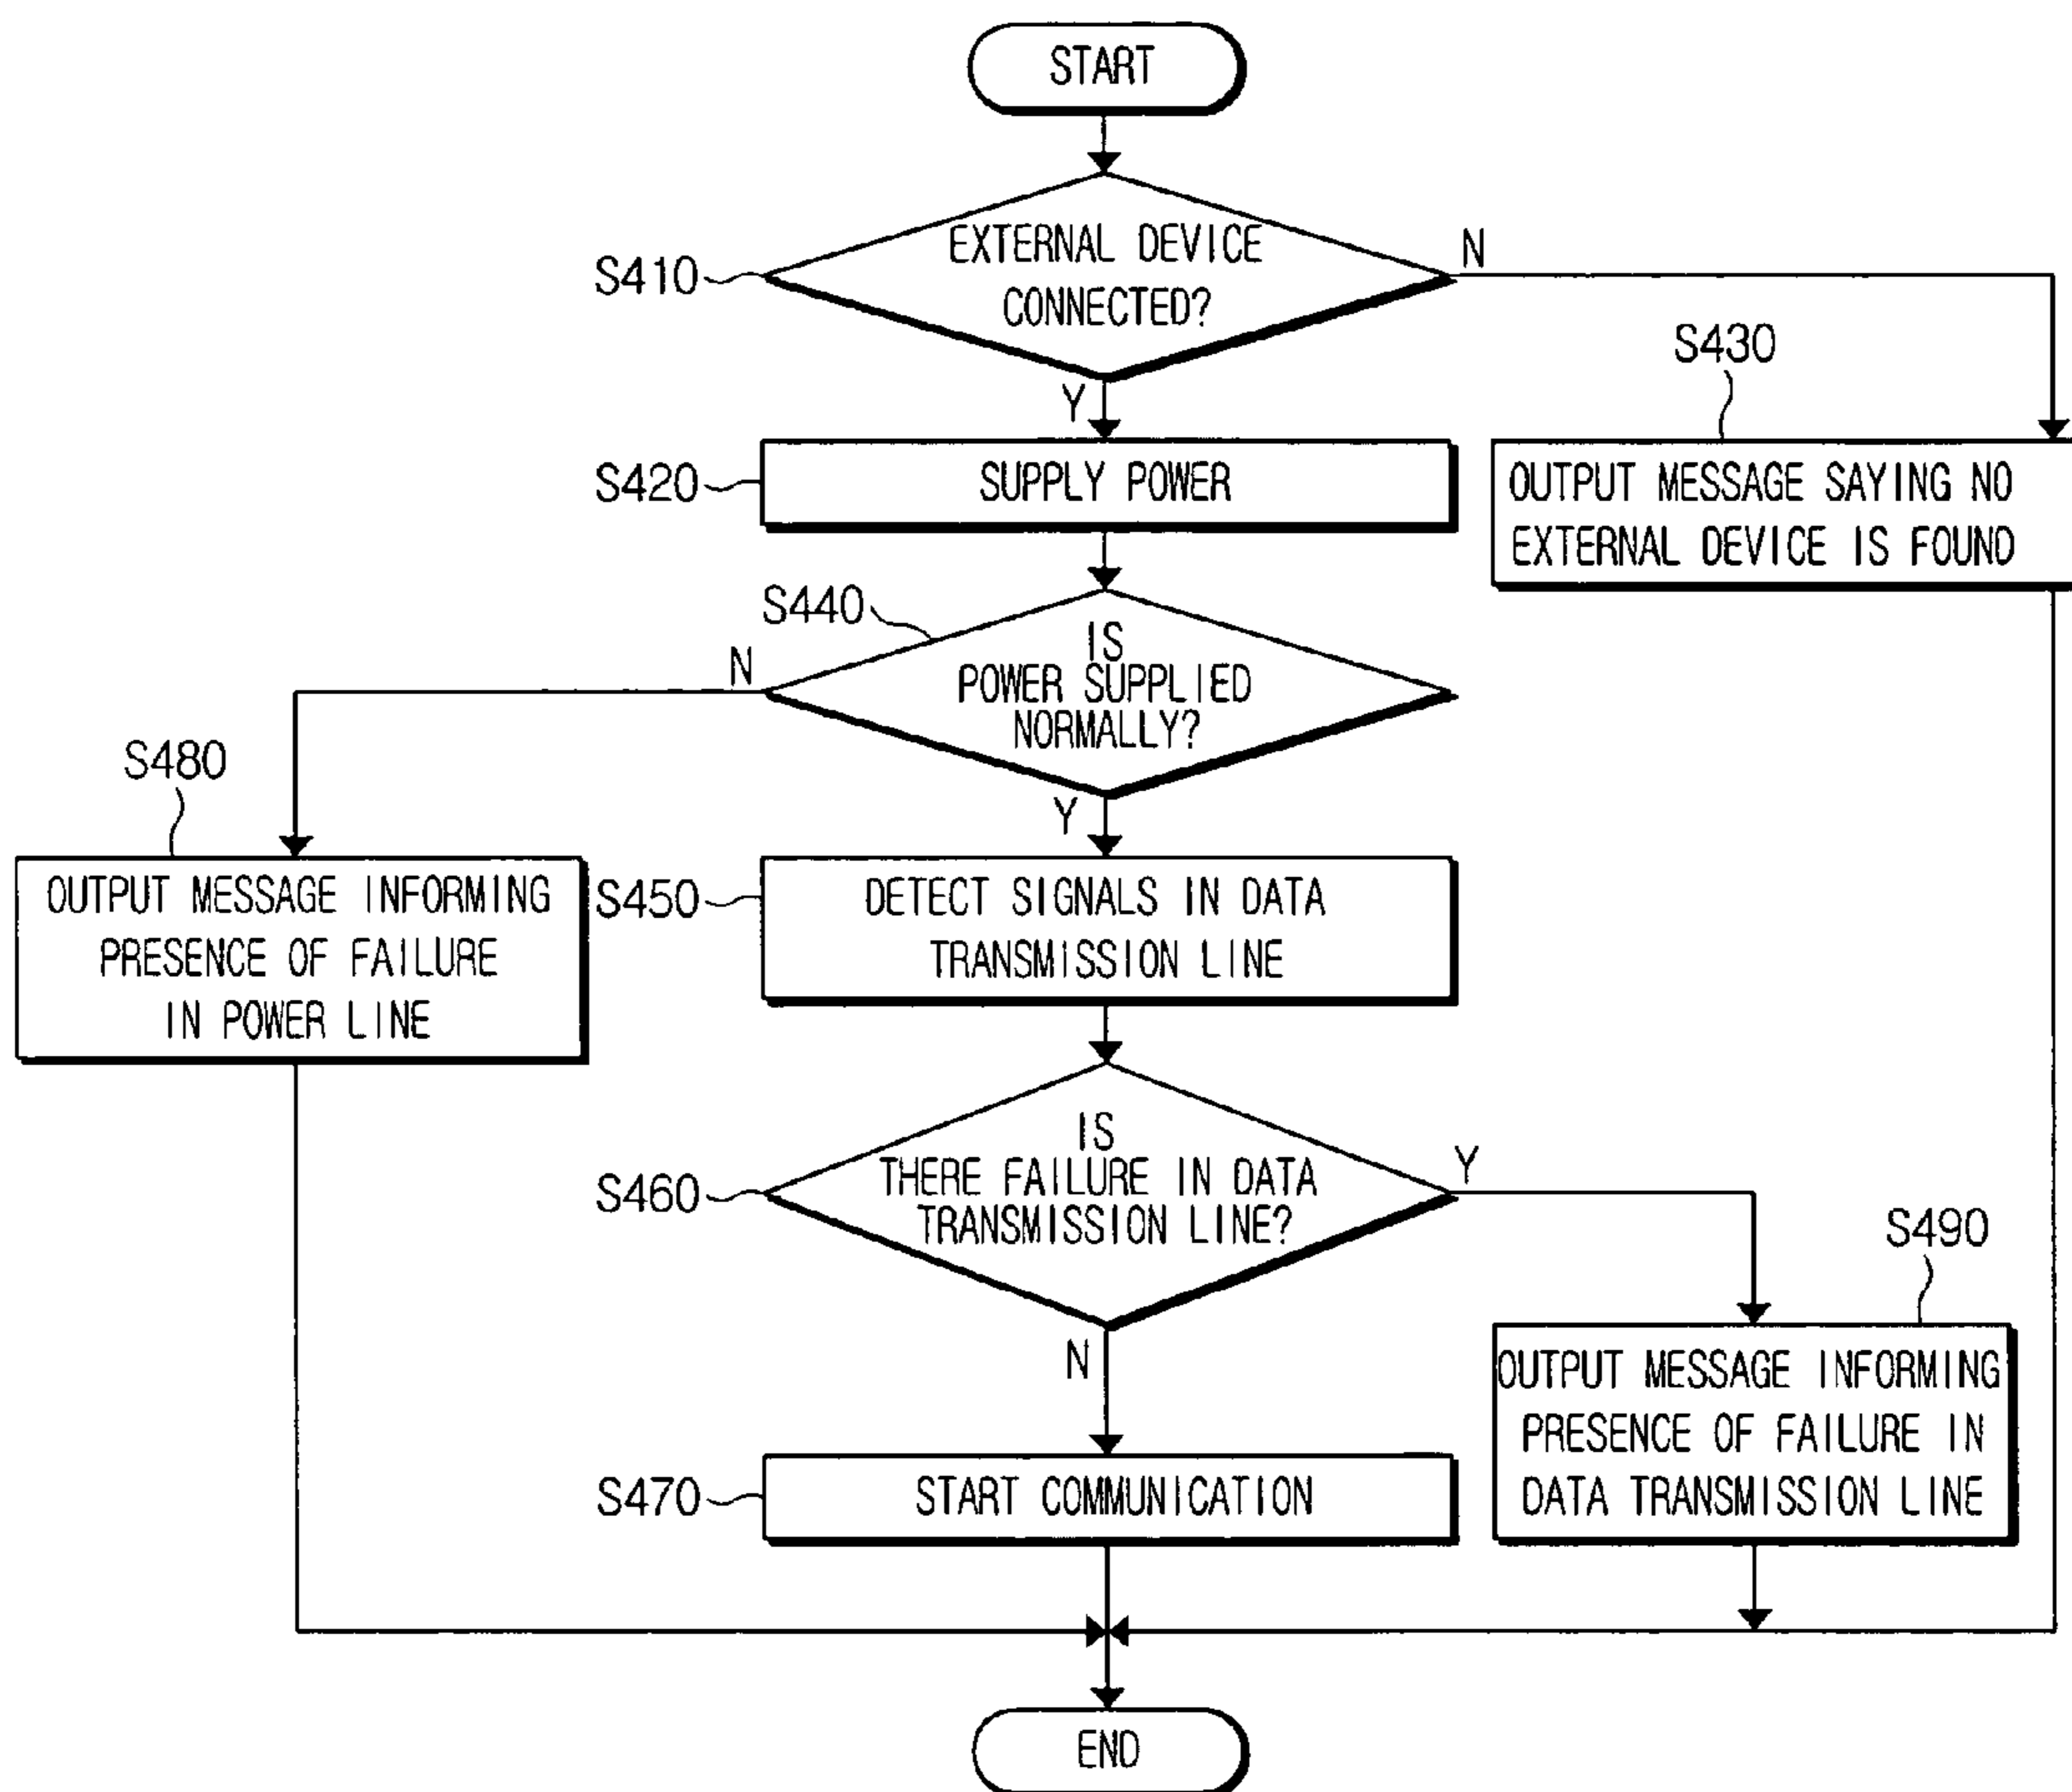 START
EXTERNAL DEVICE
CONNECTED?
S410
N
S430
Y
S420
SUPPLY POWER
OUTPUT MESSAGE SAYING NO
EXTERNAL DEVICE IS FOUND
S440
IS
POWER SUPPLIED
NORMALLY?
N
S480
Y
OUTPUT MESSAGE INFORMING
PRESENCE OF FAILURE
IN POWER LINE
S450
DETECT SIGNALS IN DATA
TRANSMISSION LINE
IS
THERE FAILURE IN DATA
TRANSMISSION LINE?
S460
Y
S490
N
OUTPUT MESSAGE INFORMING
PRESENCE OF FAILURE IN
DATA TRANSMISSION LINE
S470
START COMMUNICATION
END